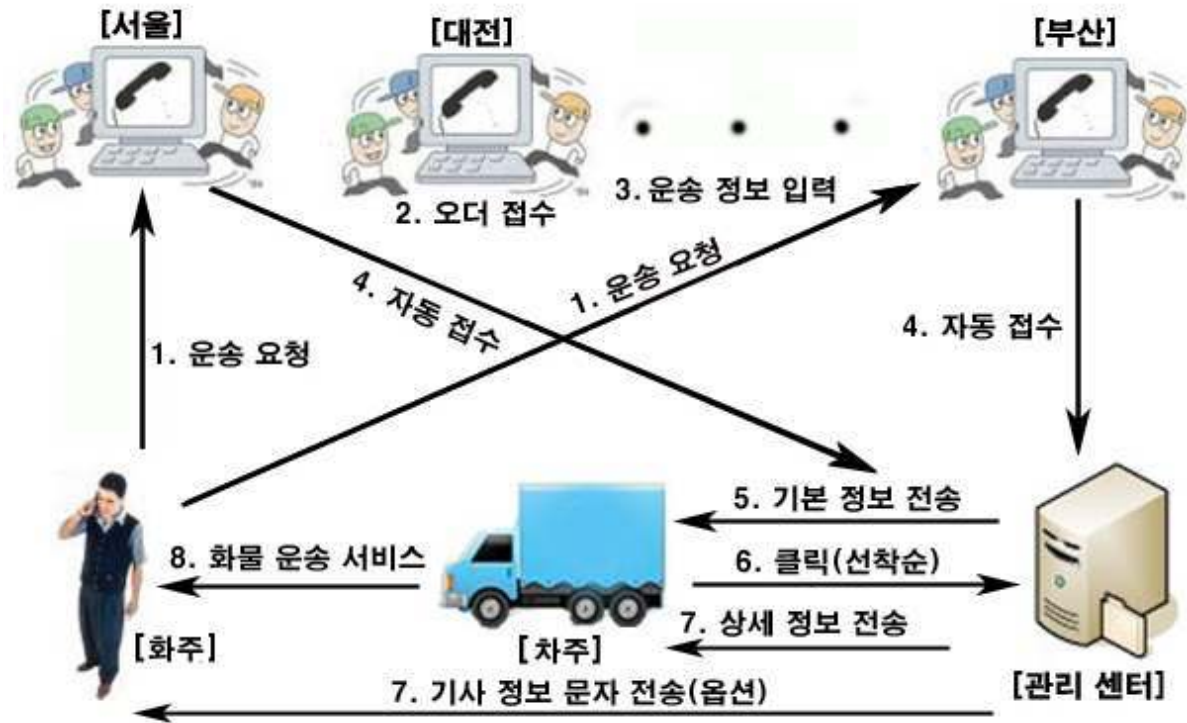 [서울]
[대전]
[부산]
2. 오더 접수
3. 운송 정보 입력
1. 운송 요청
4. 자동 접수
1. 운송 요청
4. 자동 접수
5. 기본 정보 전송
8. 화물 운송 서비스
6. 클릭(선착순)
7. 상세 정보 전송
[화주]
[차주]
[관리 센터]
7. 기사 정보 문자 전송(옵션)